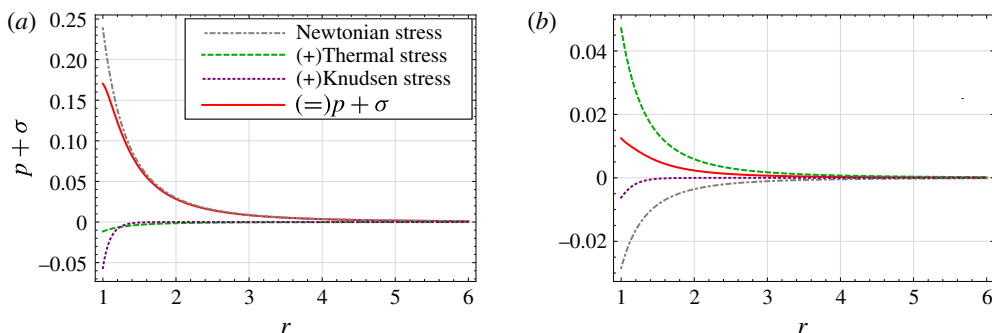 (a)
0.25
0.20
0.15
0.10
0.05
0
−0.05
p + σ
Newtonian stress
(+)Thermal stress
(+)Knudsen stress
(=)p + σ
1 2 3 4 5 6
r
(b)
0.04
0.02
0
−0.02
1 2 3 4 5 6
r